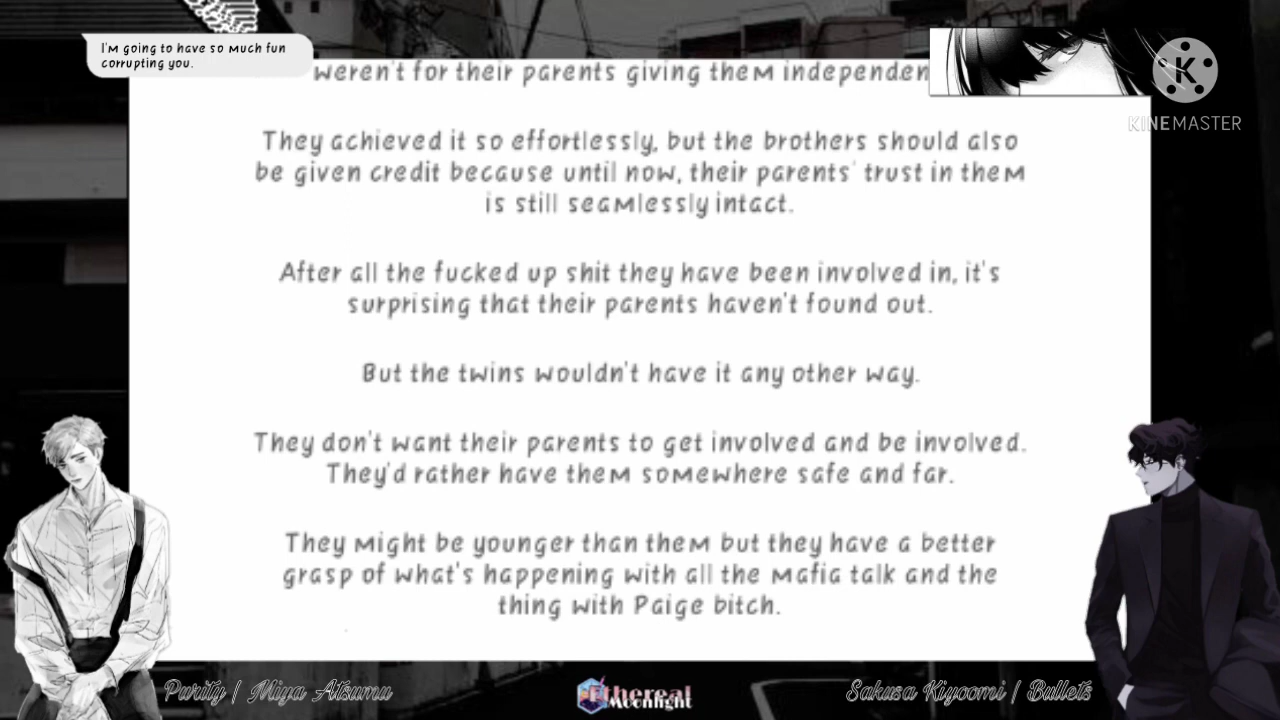 I'm going to have so much fun
corrupting you.
weren't for their parents giving them independen
KINEMASTER
They achieved it so effortlessly, but the brothers should also
be given credit because until now, their parents' trust in them
is still seamlessly intact.
After all the fucked up shit they have been involved in, it's
surprising that their parents haven't found out.
But the twins wouldn't have it any other way.
They don't want their parents to get involved and be involved.
They'd rather have them somewhere safe and far.
They might be younger than them but they have a better
grasp of what's happening with all the mafia talk and the
thing with Paige bitch.
Purity | Miya Atsumu
Ethereal
Moonlight
Sakusa Kiyoomi | Bullets